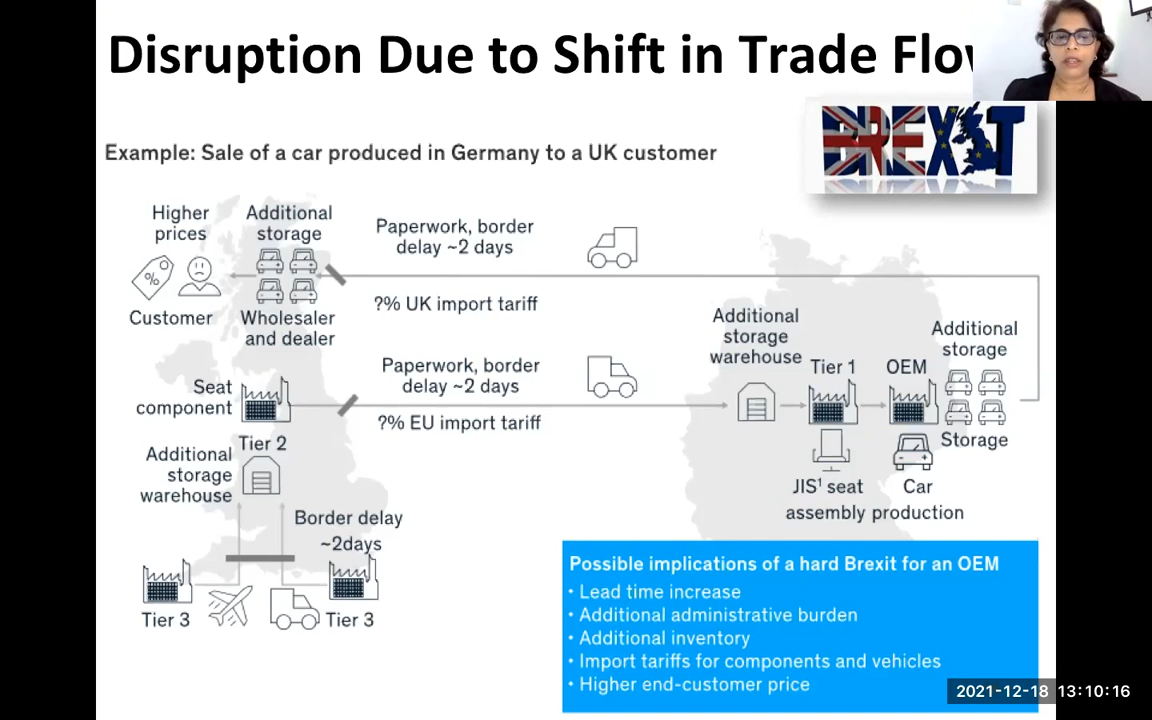 Disruption Due to Shift in Trade Flow
BREXIT
Example: Sale of a car produced in Germany to a UK customer
Higher
prices
Additional
storage
Paperwork, border
delay ~2 days
%
Customer
Wholesaler
and dealer
?% UK import tariff
Additional
storage
warehouse
Tier 1
OEM
Additional
storage
Paperwork, border
delay ~2 days
Seat
component
?% EU import tariff
Tier 2
Storage
Additional
storage
warehouse
JIS¹ seat
assembly
Car
production
Border delay
~2days
Tier 3
Tier 3
Possible implications of a hard Brexit for an OEM
• Lead time increase
• Additional administrative burden
• Additional inventory
• Import tariffs for components and vehicles
• Higher end-customer price
2021-12-18 13:10:16